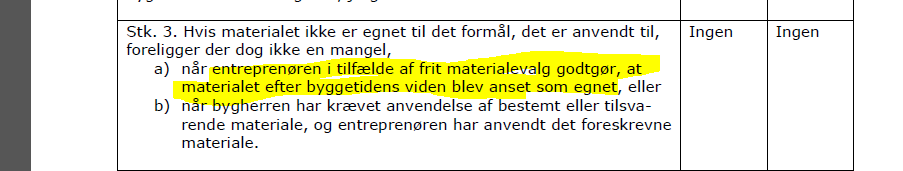 Stk. 3. Hvis materialet ikke er egnet til det formål, det er anvendt til, Ingen Ingen
foreligger der dog ikke en mangel,
a) når entreprenøren i tilfælde af frit materialevalg godtgør, at
materialet efter byggetidens viden blev anset som egnet, eller
b) når bygherren har krævet anvendelse af bestemt eller tilsva-
rende materiale, og entreprenøren har anvendt det foreskrevne
materiale.